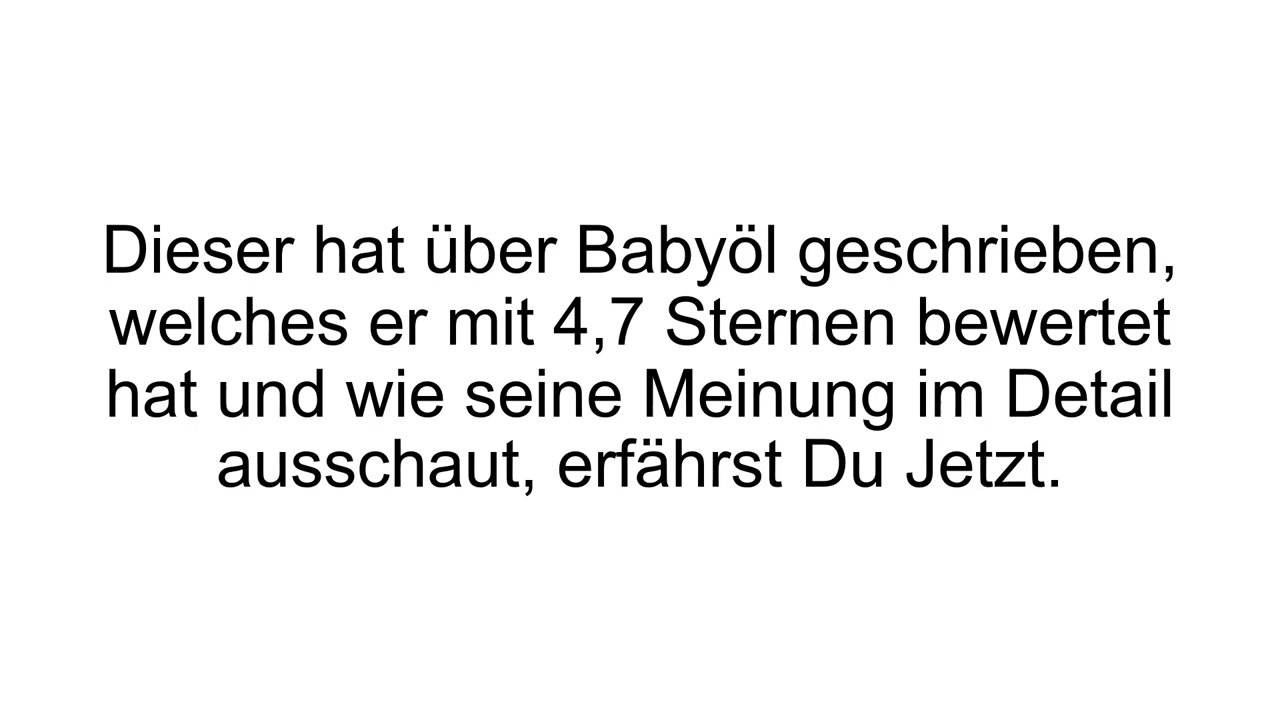 Dieser hat über Babyöl geschrieben,
welches er mit 4,7 Sternen bewertet
hat und wie seine Meinung im Detail
ausschaut, erfährst Du Jetzt.